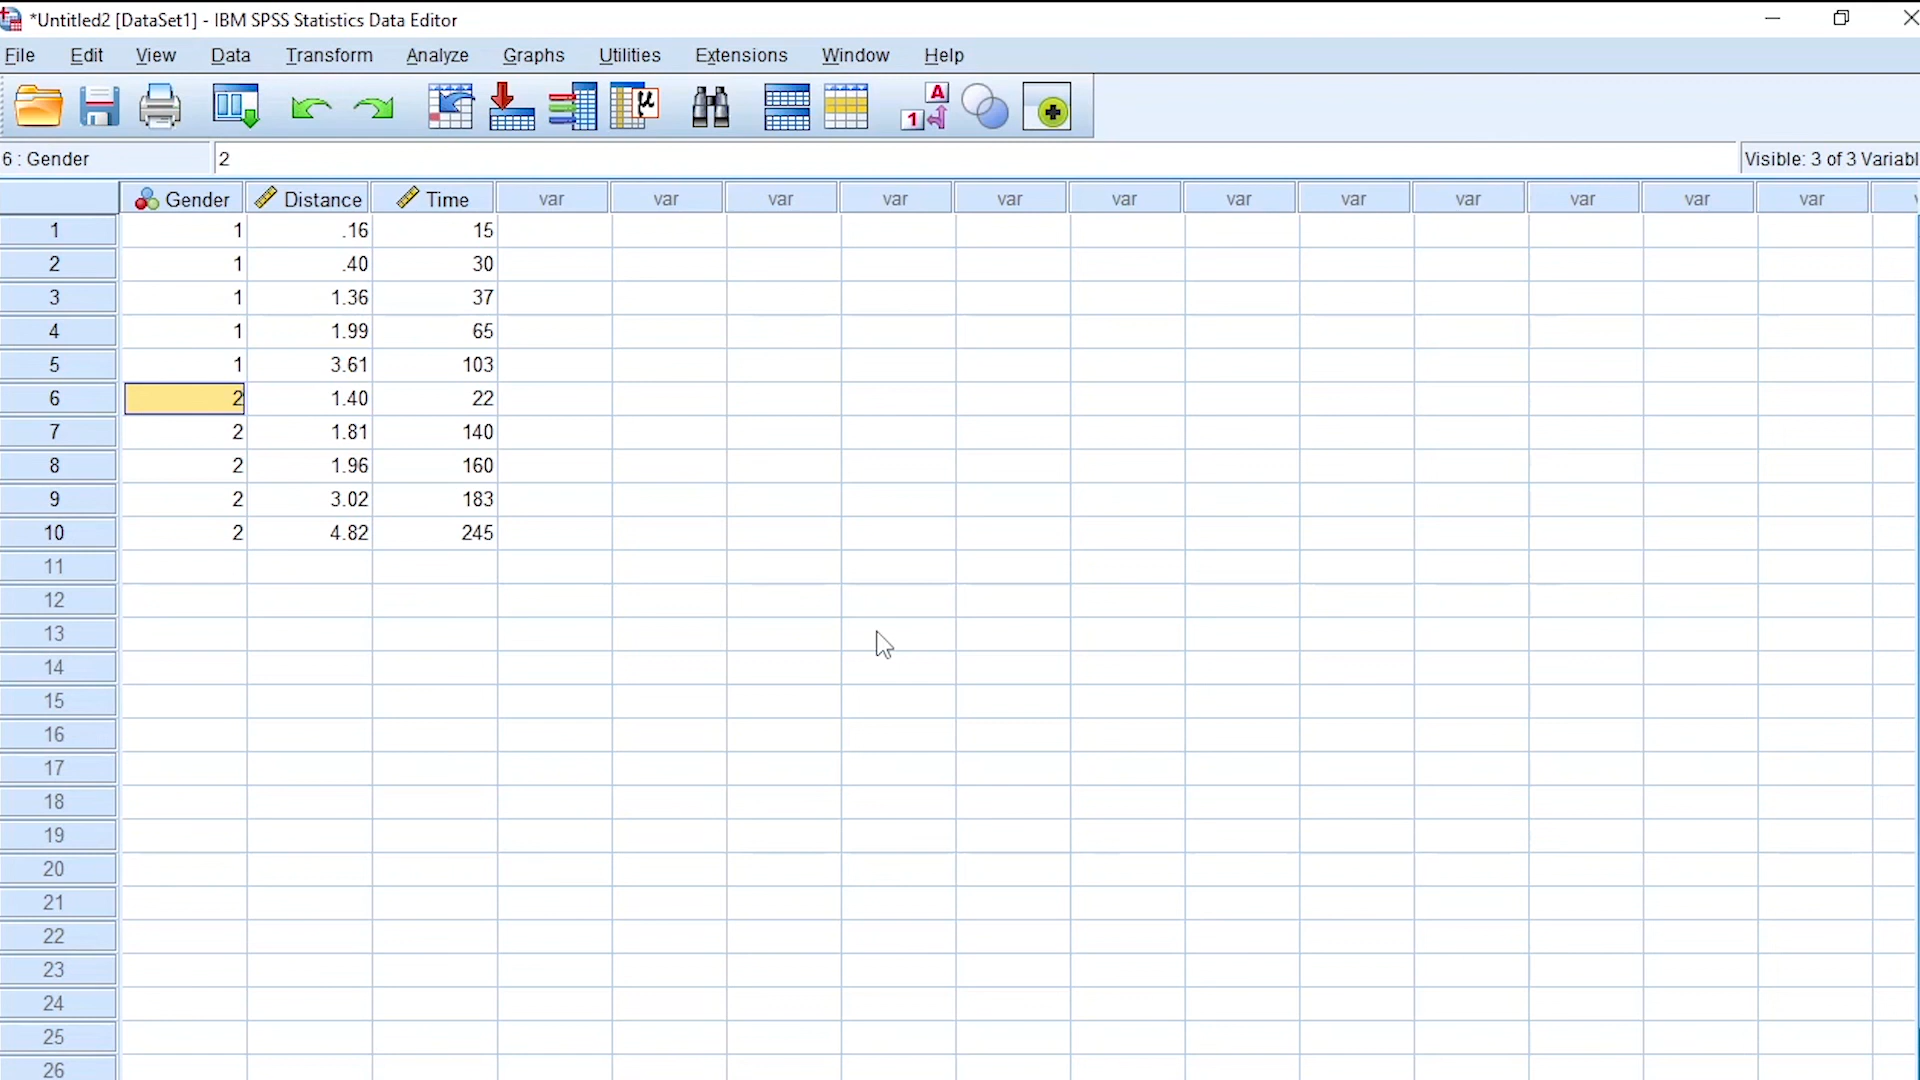 *Untitled2 [DataSet1] - IBM SPSS Statistics Data Editor
File Edit View Data Transform Analyze Graphs Utilities Extensions Window Help
6 : Gender 2 Visible: 3 of 3 Variabl
Gender Distance Time var var var var var var var var var var var var
1 1 .16 15
2 1 .40 30
3 1 1.36 37
4 1 1.99 65
5 1 3.61 103
6 2 1.40 22
7 2 1.81 140
8 2 1.96 160
9 2 3.02 183
10 2 4.82 245
11
12
13
14
15
16
17
18
19
20
21
22
23
24
25
26